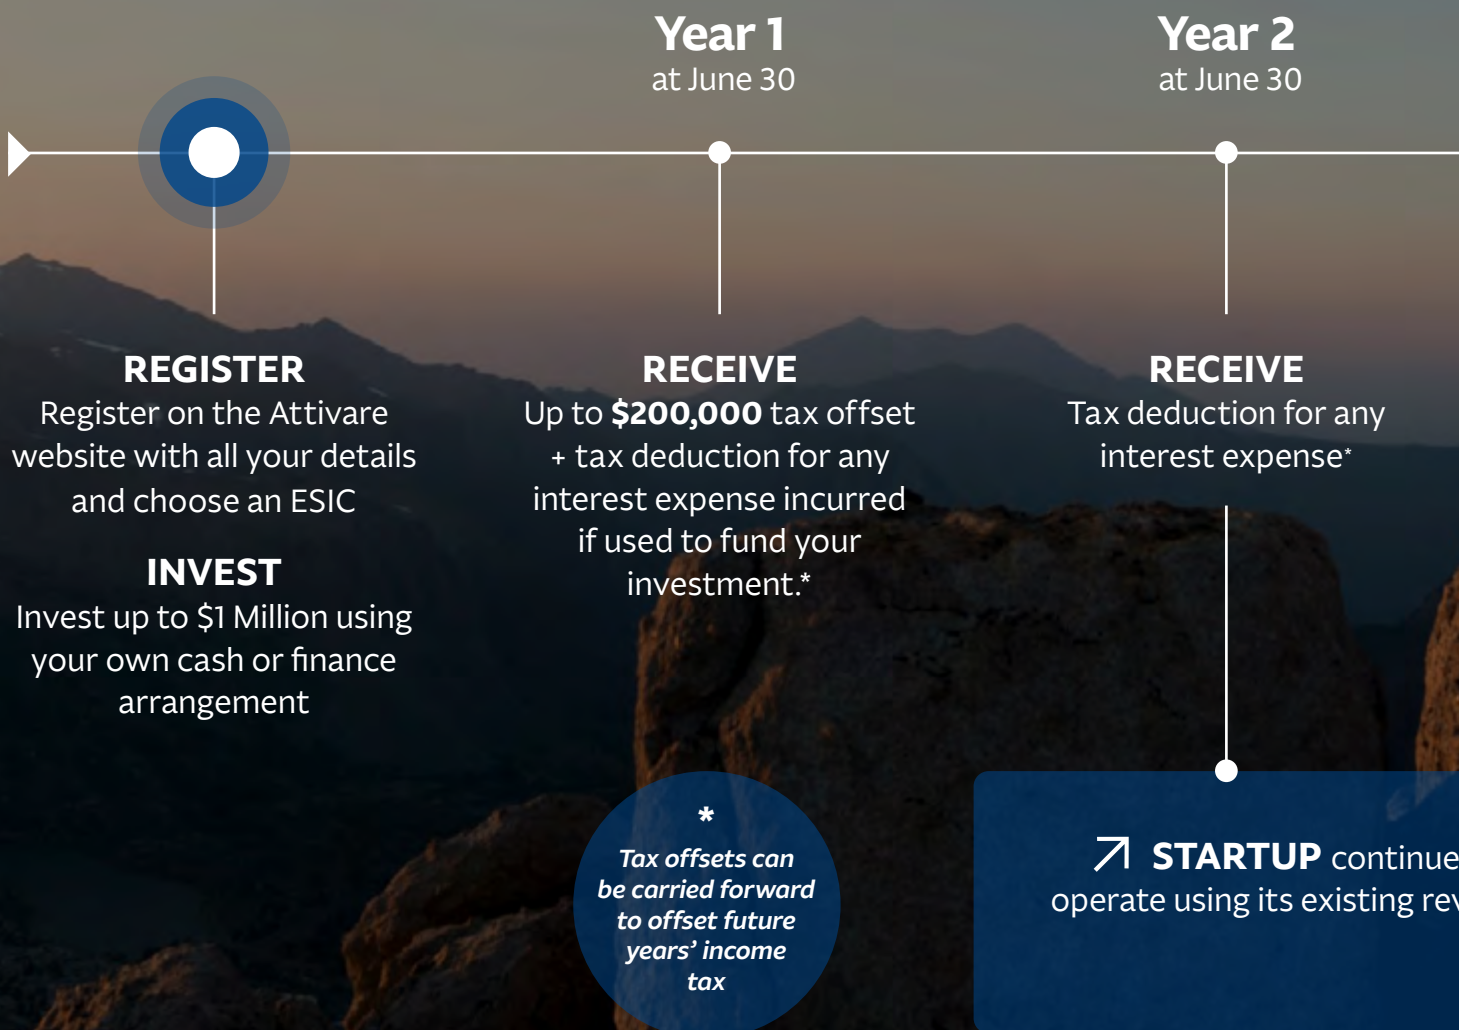 Year 1
at June 30
Year 2
at June 30
REGISTER
Register on the Attivare
website with all your details
and choose an ESIC
INVEST
Invest up to $1 Million using
your own cash or finance
arrangement
RECEIVE
Up to $200,000 tax offset
+ tax deduction for any
interest expense incurred
if used to fund your
investment.*
RECEIVE
Tax deduction for any
interest expense*
*
Tax offsets can
be carried forward
to offset future
years’ income
tax
STARTUP continue
operate using its existing rev